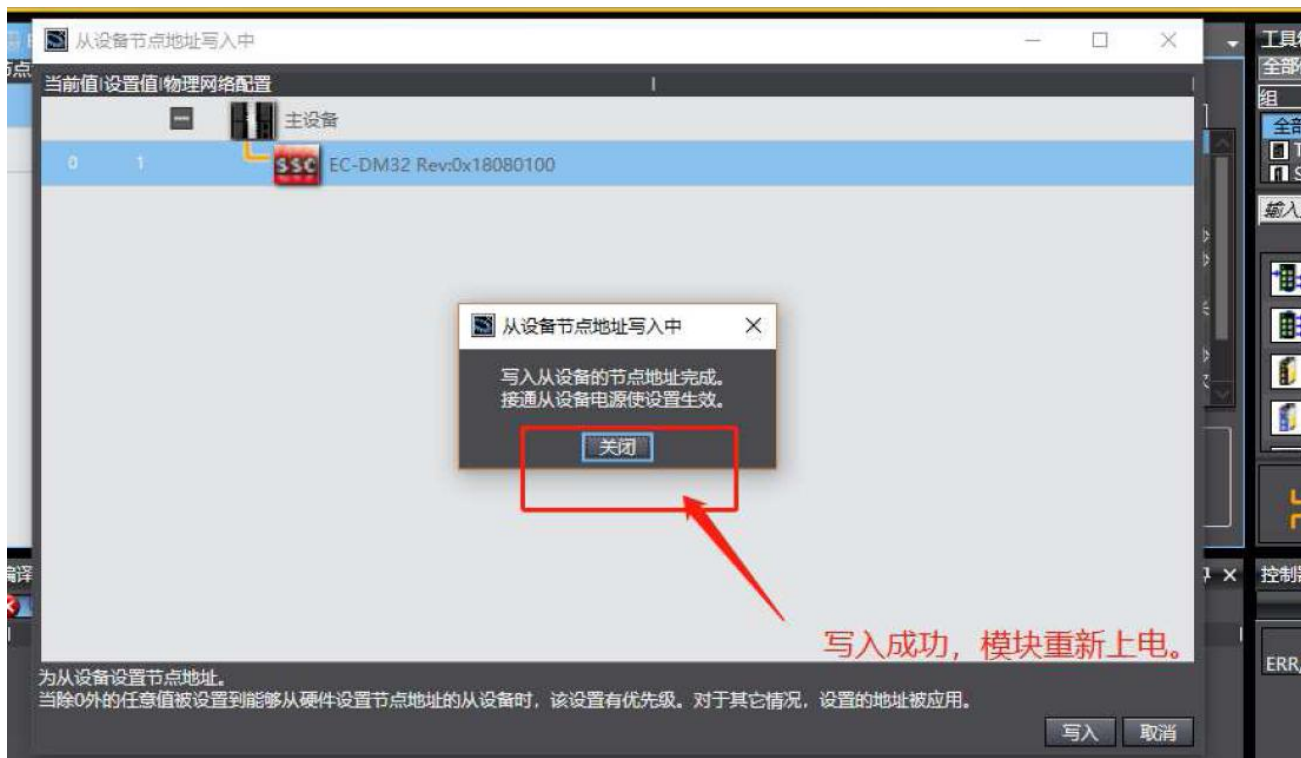 从设备节点地址写入中
工具
全部
当前值|设置值|物理网络配置
组
主设备
全部
0 1 SSC EC-DM32 Rev:0x18080100
输入
从设备节点地址写入中
写入从设备的节点地址完成。
接通从设备电源使设置生效。
关闭
编译
控制
写入成功，模块重新上电。
ERR
为从设备设置节点地址。
当除0外的任意值被设置到能够从硬件设置节点地址的从设备时，该设置有优先级。对于其它情况，设置的地址被应用。
写入 取消